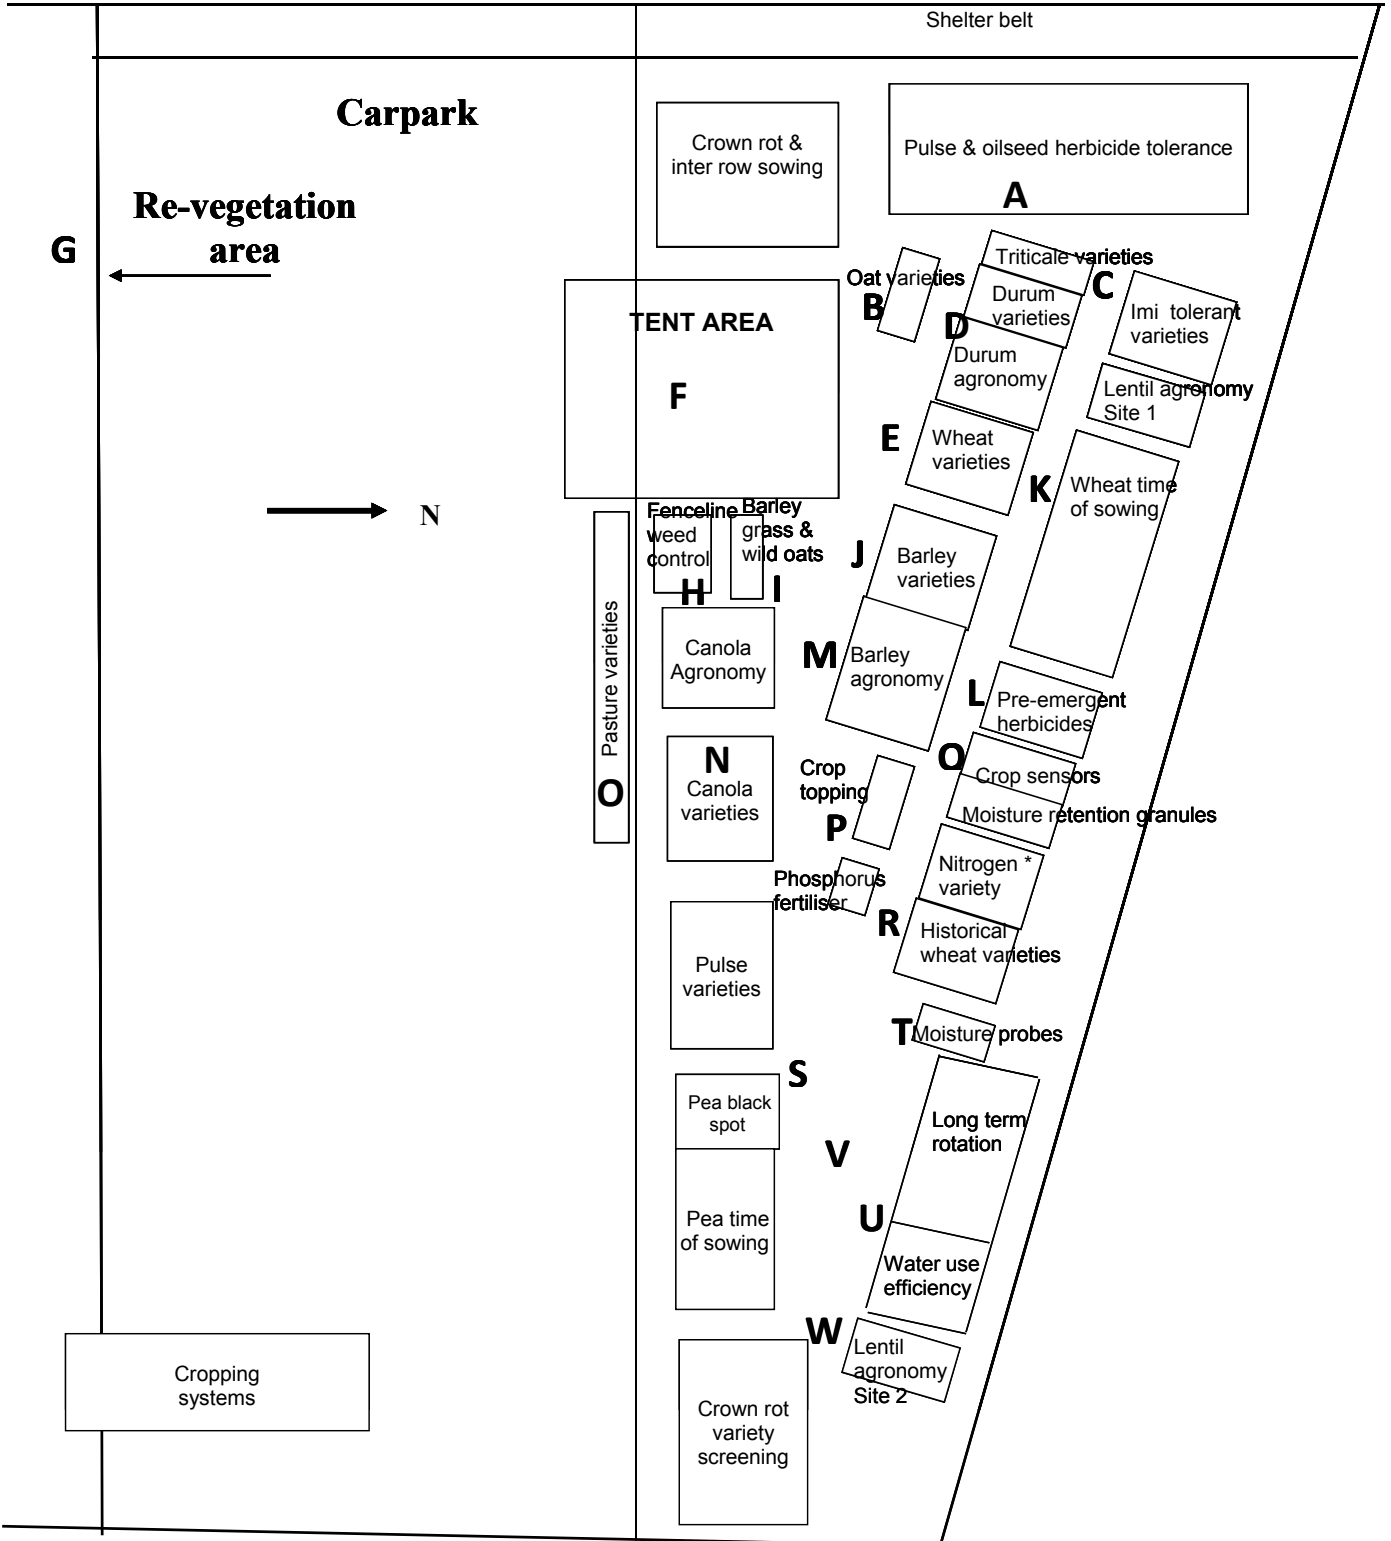 Shelter belt
Carpark
Crown rot &
inter row sowing
Pulse & oilseed herbicide tolerance
A
Re-vegetation
area
G
Triticale varieties
Oat varieties
B
C
Durum
varieties
D
Imi tolerant
varieties
TENT AREA
F
Durum
agronomy
Lentil agronomy
Site 1
E
Wheat
varieties
K
Wheat time
of sowing
N
Fenceline
weed
control
H
Barley
grass &
wild oats
I
J
Barley
varieties
Pasture varieties
O
Canola
Agronomy
M
Barley
agronomy
L
Pre-emergent
herbicides
N
Canola
varieties
Crop
topping
P
Q
Crop sensors
Moisture retention granules
Phosphorus
fertiliser
Nitrogen *
variety
R
Historical
wheat varieties
Pulse
varieties
T
Moisture probes
S
Pea black
spot
Long term
rotation
V
U
Pea time
of sowing
Water use
efficiency
W
Lentil
agronomy
Site 2
Cropping
systems
Crown rot
variety
screening